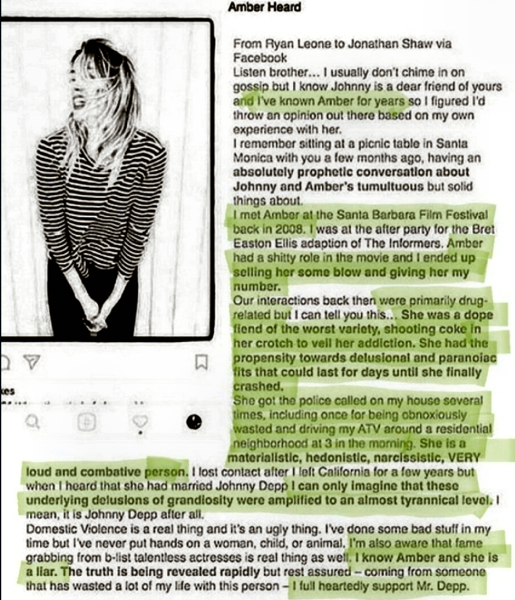 Amber Heard
From Ryan Leone to Jonathan Shaw via
Facebook
Listen brother... I usually don't chime in on
gossip but I know Johnny is a dear friend of yours
and I've known Amber for years so I figured I'd
throw an opinion out there based on my own
experience with her.
I remember sitting at a picnic table in Santa
Monica with you a few months ago, having an
absolutely prophetic conversation about
Johnny and Amber's tumultuous but solid
things about.
I met Amber at the Santa Barbara Film Festival
back in 2008. I was at the after party for the Bret
Easton Ellis adaption of The Informers. Amber
had a shitty role in the movie and I ended up
selling her some blow and giving her my
number.
Our interactions back then were primarily drug-
related but I can tell you this... She was a dope
fiend of the worst variety, shooting coke in
her crotch to veil her addiction. She had the
propensity towards delusional and paranoiac
fits that could last for days until she finally
crashed.
She got the police called on my house several
times, including once for being obnoxiously
wasted and driving my ATV around a residential
neighborhood at 3 in the morning. She is a
materialistic, hedonistic, narcissistic, VERY
loud and combative person. I lost contact after I left California for a few years but
when I heard that she had married Johnny Depp I can only imagine that these
underlying delusions of grandiosity were amplified to an almost tyrannical level. I
mean, it is Johnny Depp after all.
Domestic Violence is a real thing and it's an ugly thing. I've done some bad stuff in my
time but I've never put hands on a woman, child, or animal. I'm also aware that fame
grabbing from b-list talentless actresses is real thing as well. I know Amber and she is
a liar. The truth is being revealed rapidly but rest assured – coming from someone
that has wasted a lot of my life with this person – I full heartedly support Mr. Depp.